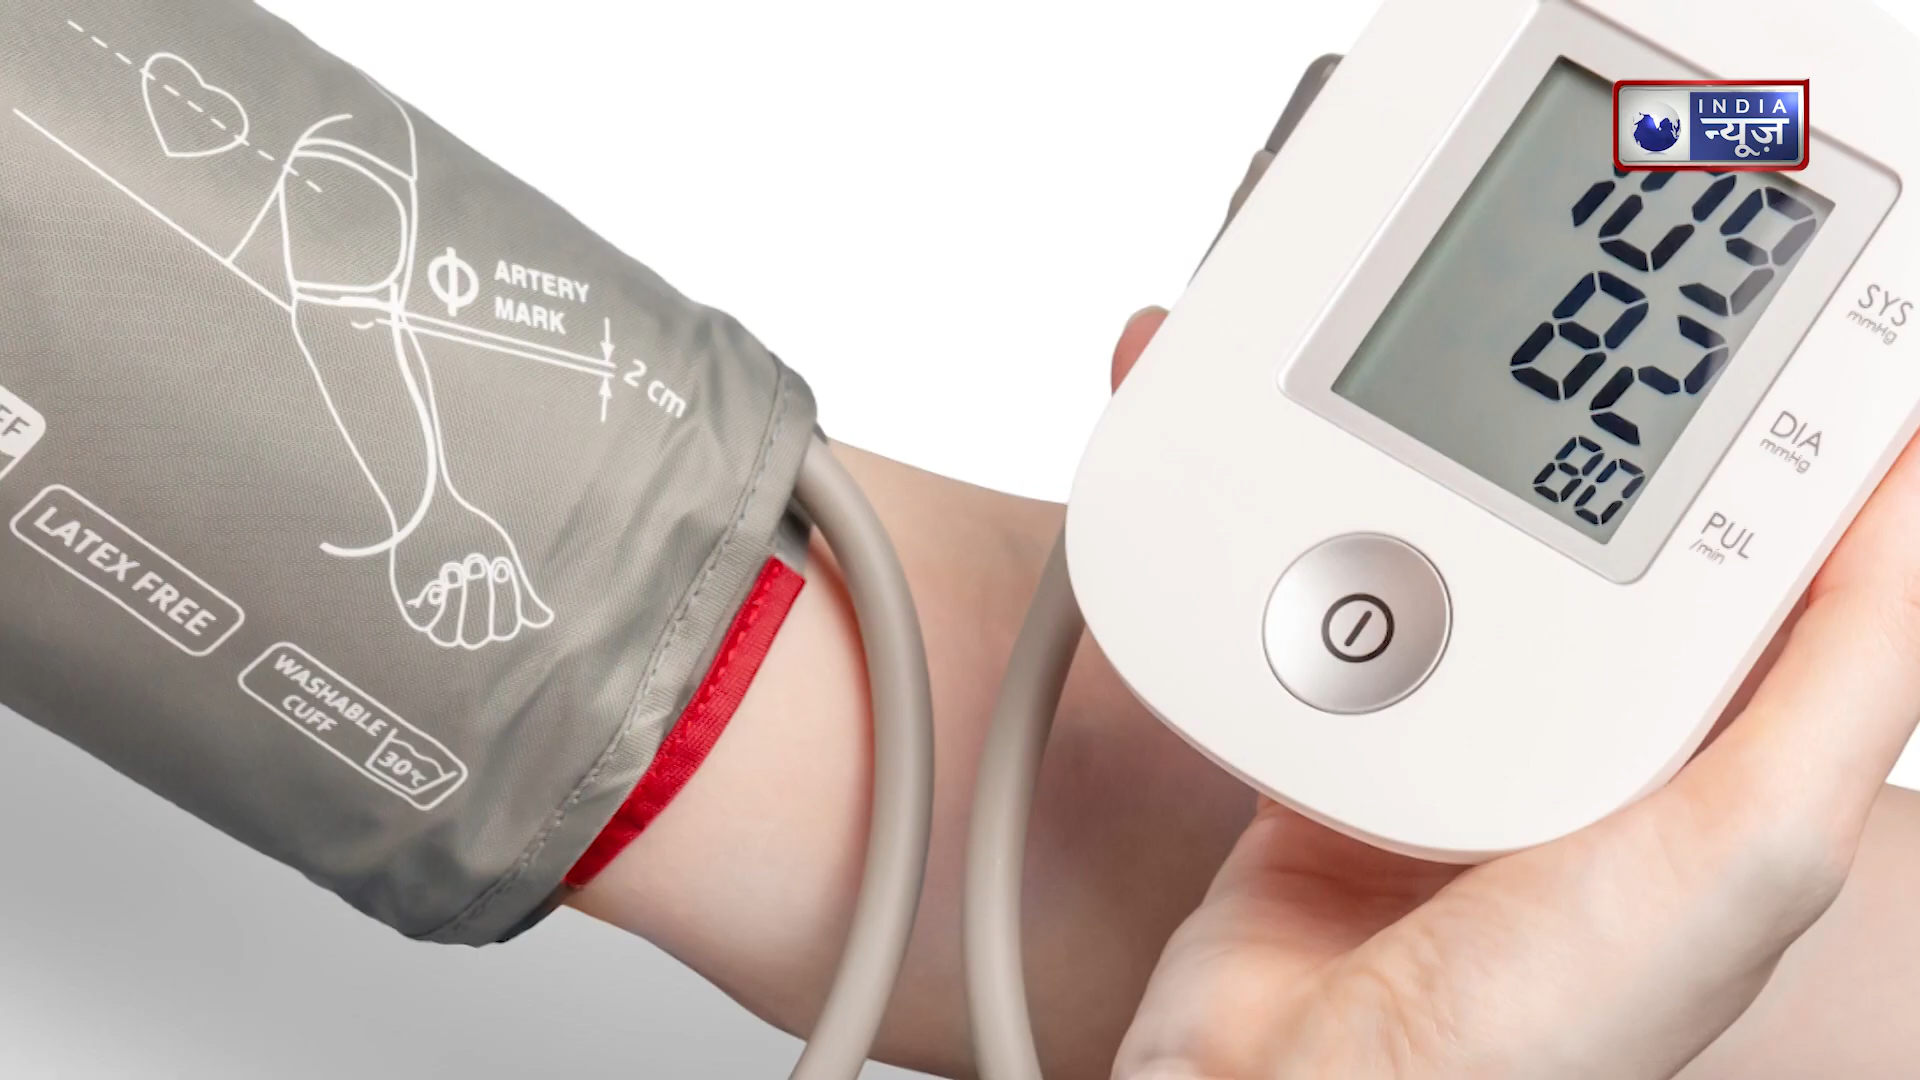 INDIA
न्यूज़
ARTERY
MARK
2 cm
EF
LATEX FREE
WASHABLE
CUFF
30°C
109
82
80
SYS
mmHg
DIA
mmHg
PUL
/min